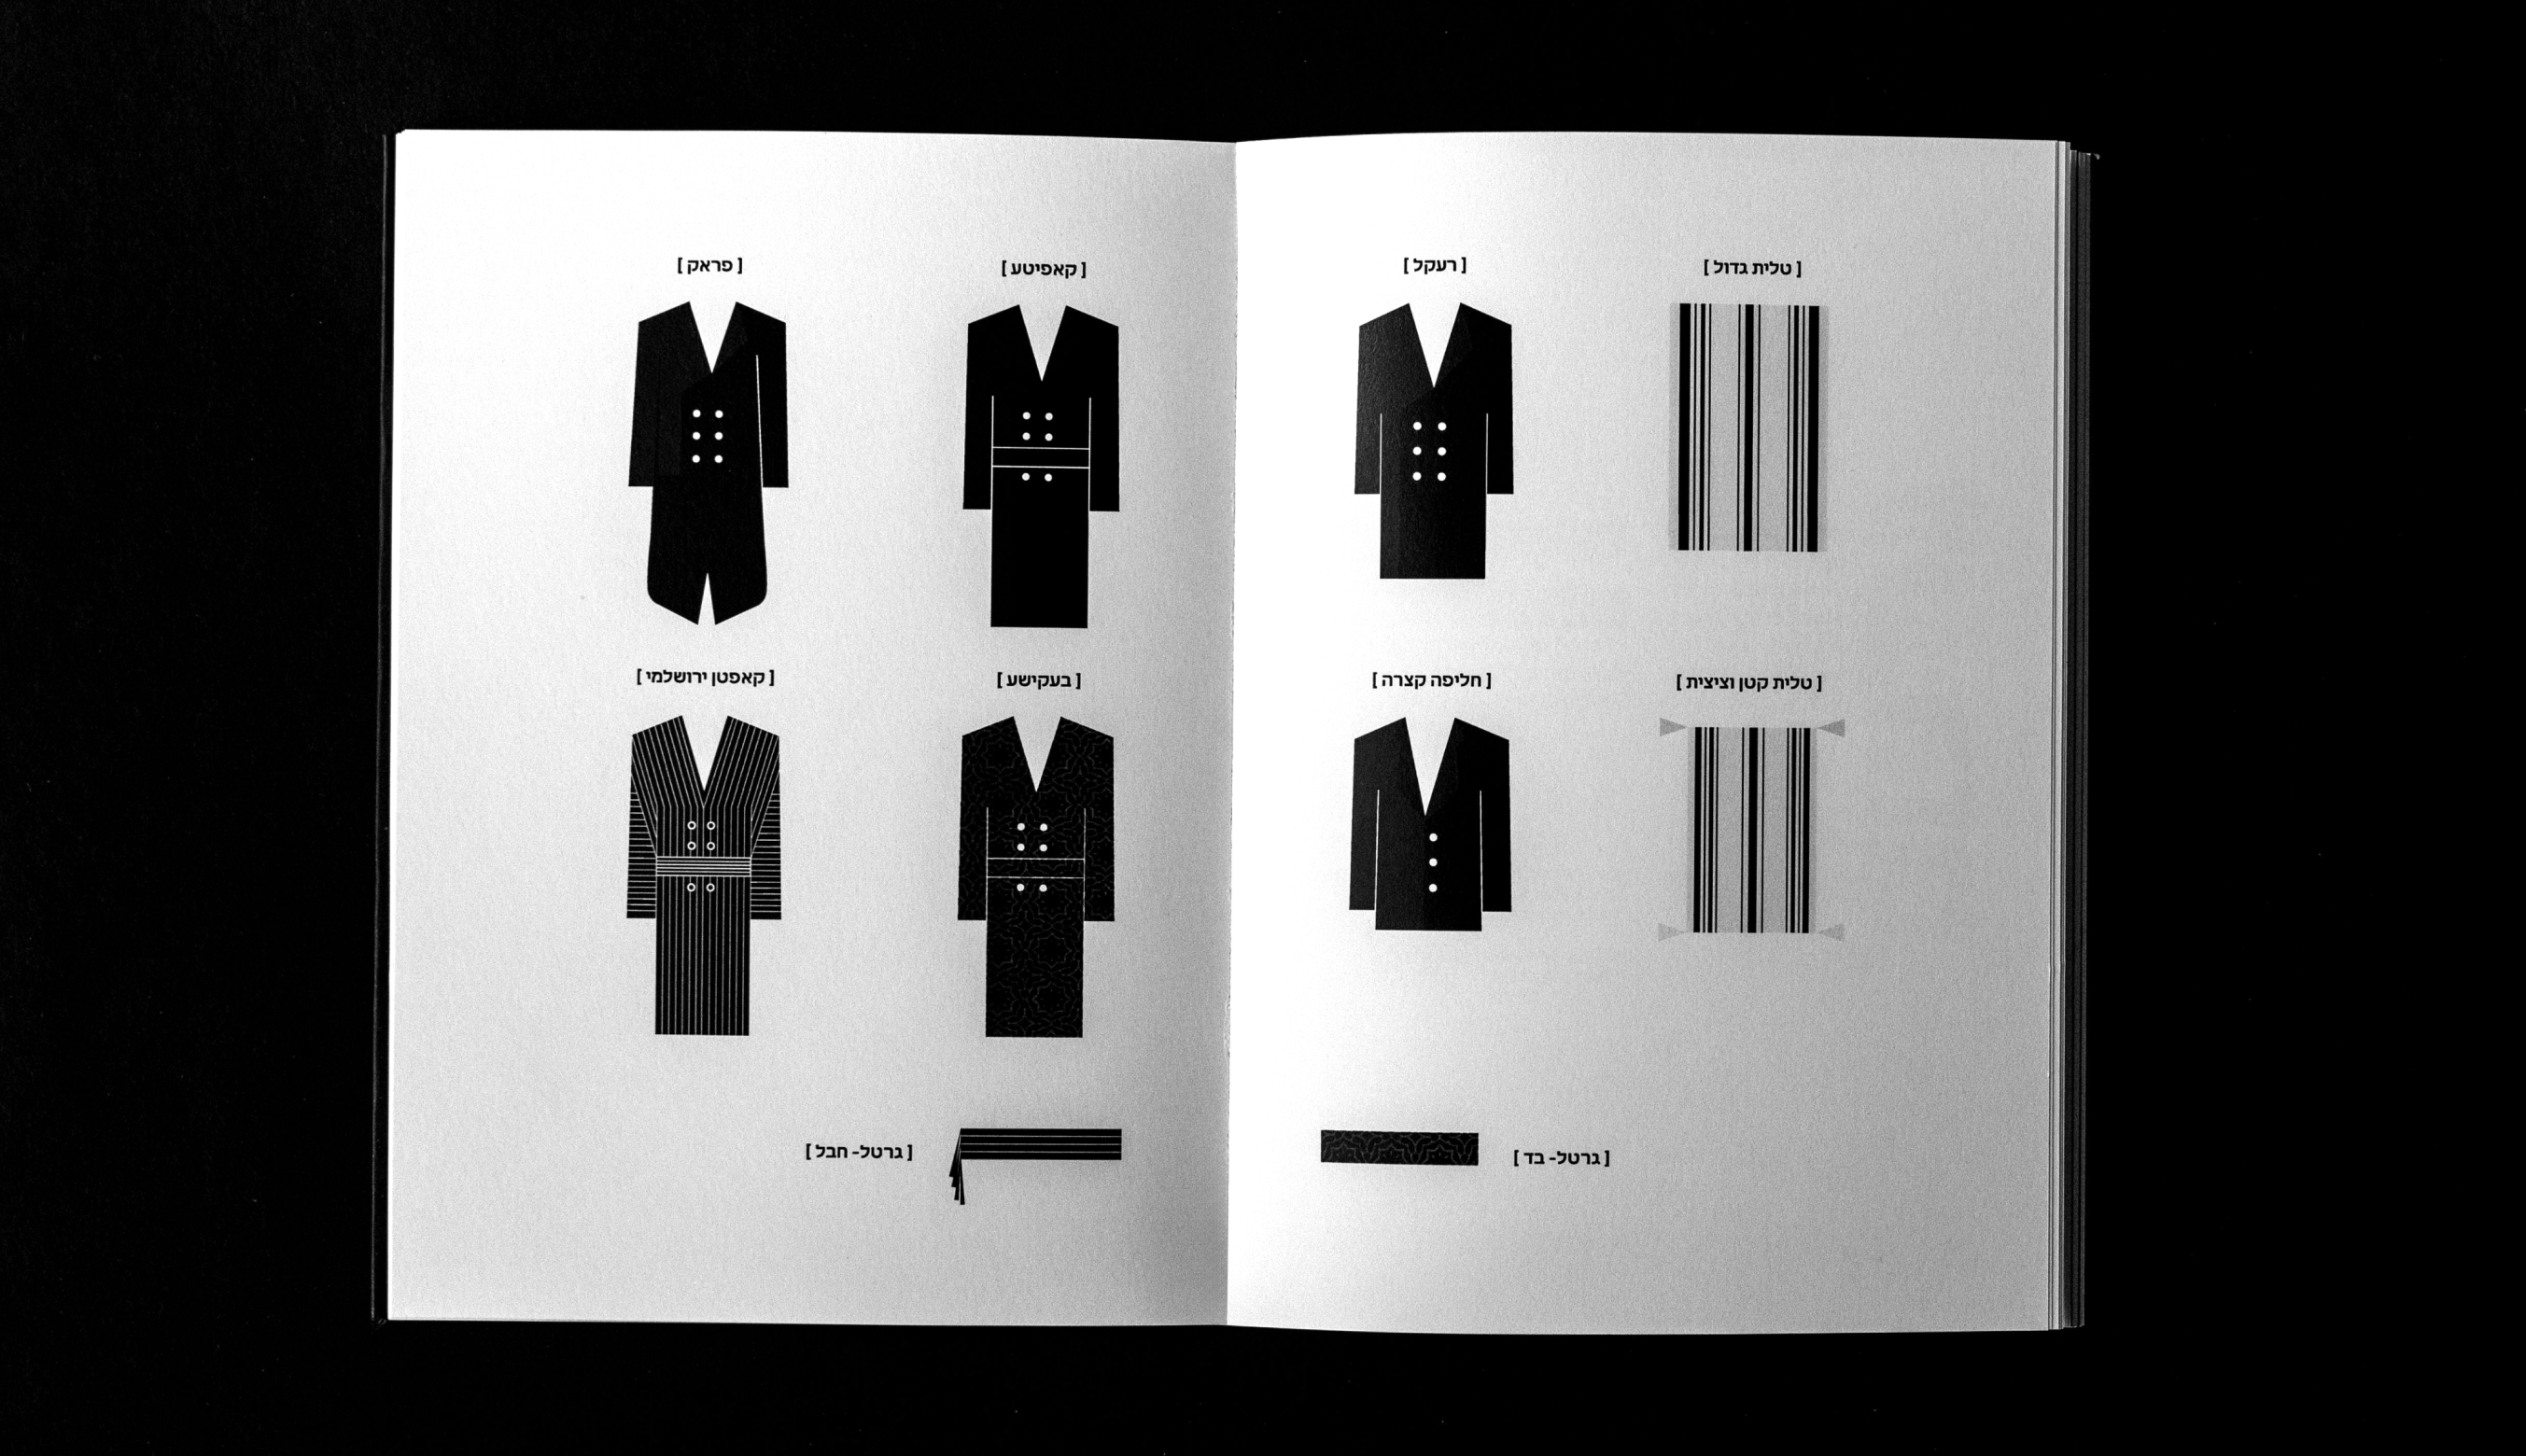 [ טלית גדול ]
[ רעקל ]
[ טלית קטן וציצית ]
[ חליפה קצרה ]
[ גרטל- בד ]
[ קאפיטע ]
[ פראק ]
[ בעקישע ]
[ קאפטן ירושלמי ]
[ גרטל- חבל ]